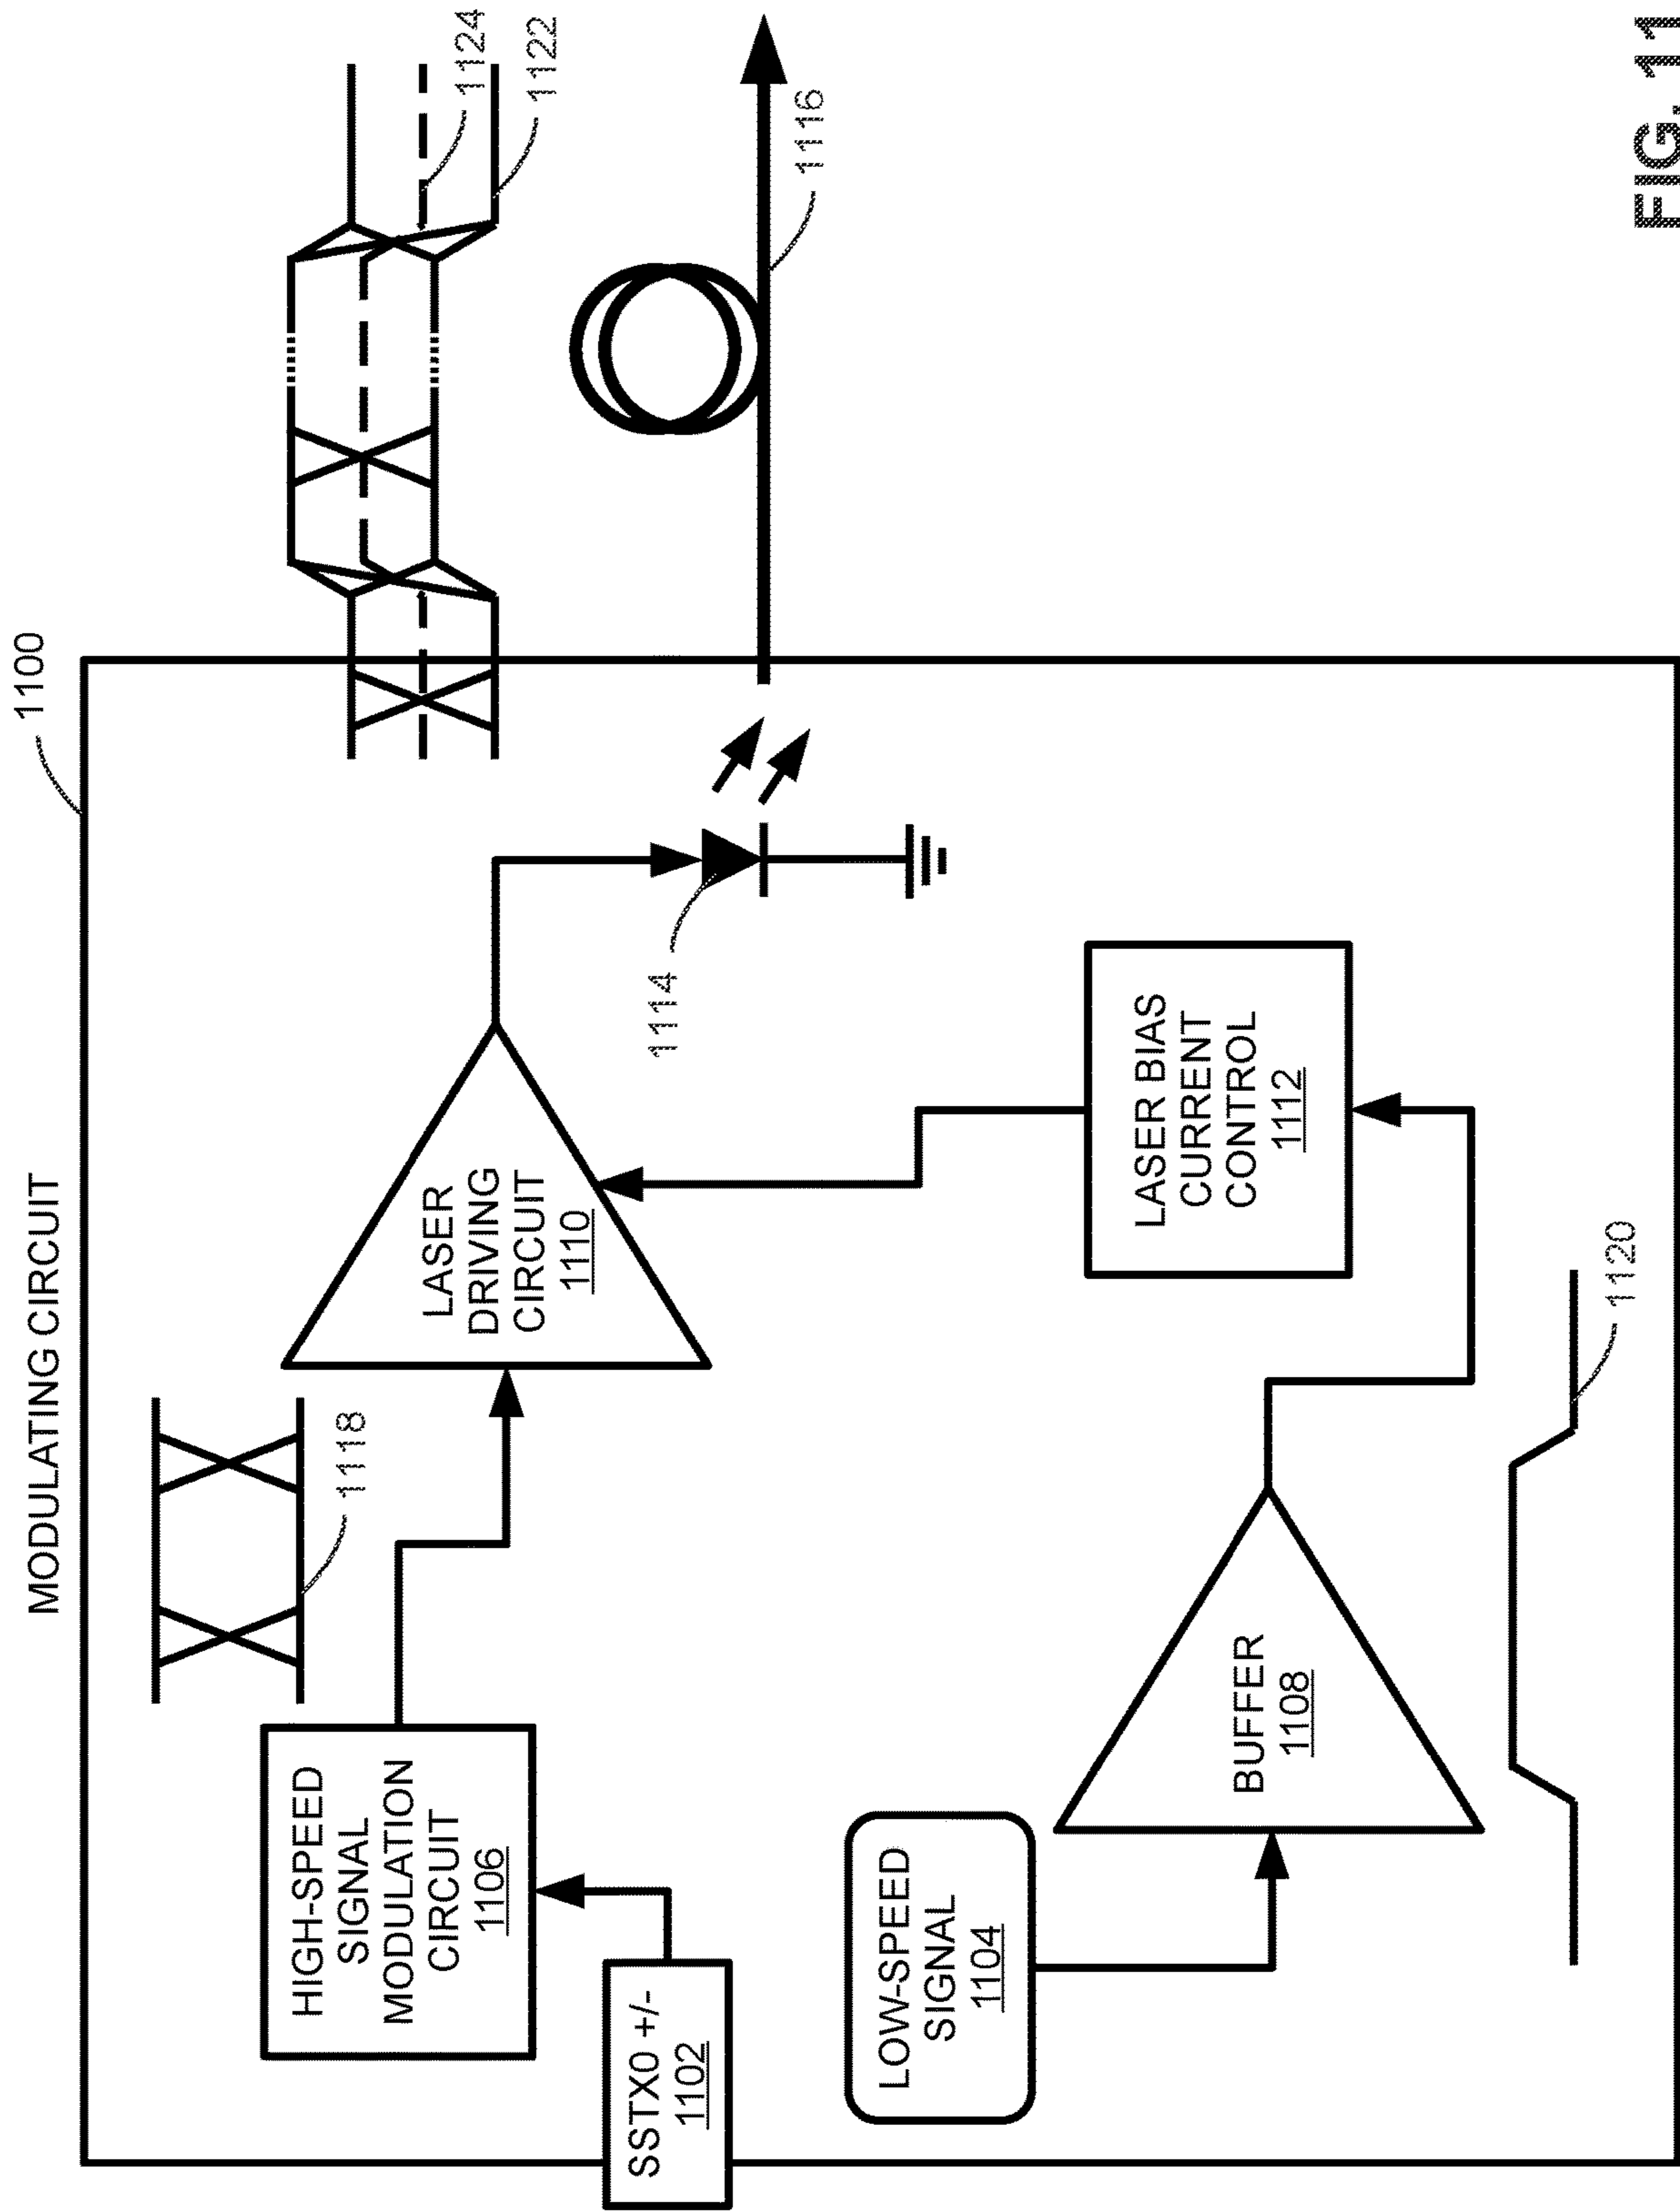 MODULATING CIRCUIT
1100
HIGH-SPEED
SIGNAL
MODULATION
CIRCUIT
1106
1118
SSTX0 +/-
1102
LASER
DRIVING
CIRCUIT
1110
1124
1122
1114
1116
LOW-SPEED
SIGNAL
1104
BUFFER
1108
LASER BIAS
CURRENT
CONTROL
1112
1120
FIG. 11